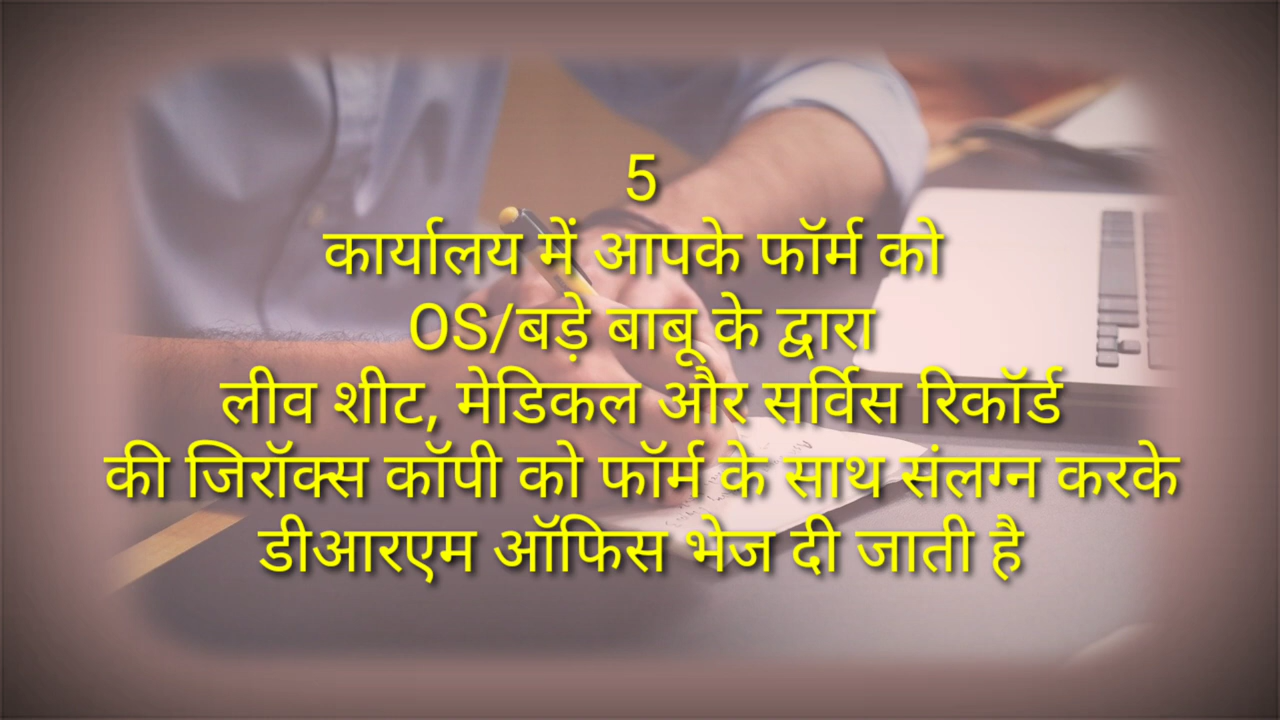 5
कार्यालय में आपके फॉर्म को
OS/बड़े बाबू के द्वारा
लीव शीट, मेडिकल और सर्विस रिकॉर्ड
की जिरॉक्स कॉपी को फॉर्म के साथ संलग्न करके
डीआरएम ऑफिस भेज दी जाती है